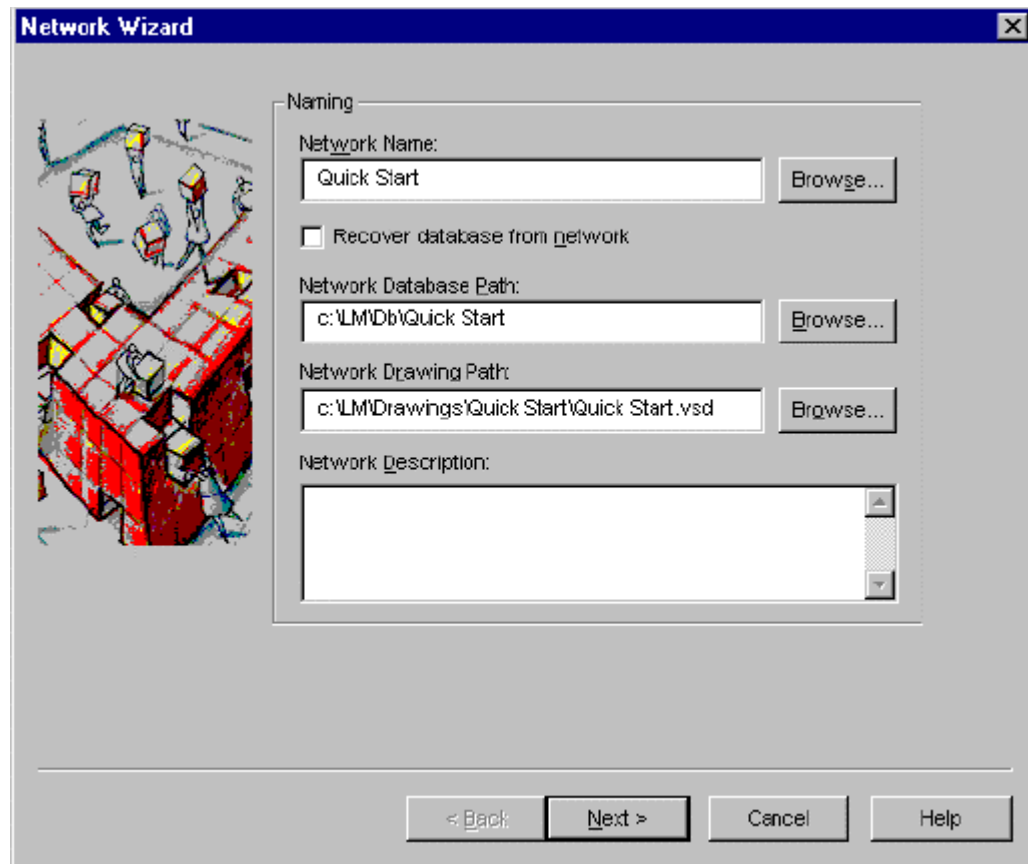 Network Wizard
Naming
Network Name:
Quick Start
Browse...
Recover database from network
Network Database Path:
c:\LM\Db\Quick Start
Browse...
Network Drawing Path:
c:\LM\Drawings\Quick Start\Quick Start.vsd
Browse...
Network Description:
< Back
Next >
Cancel
Help